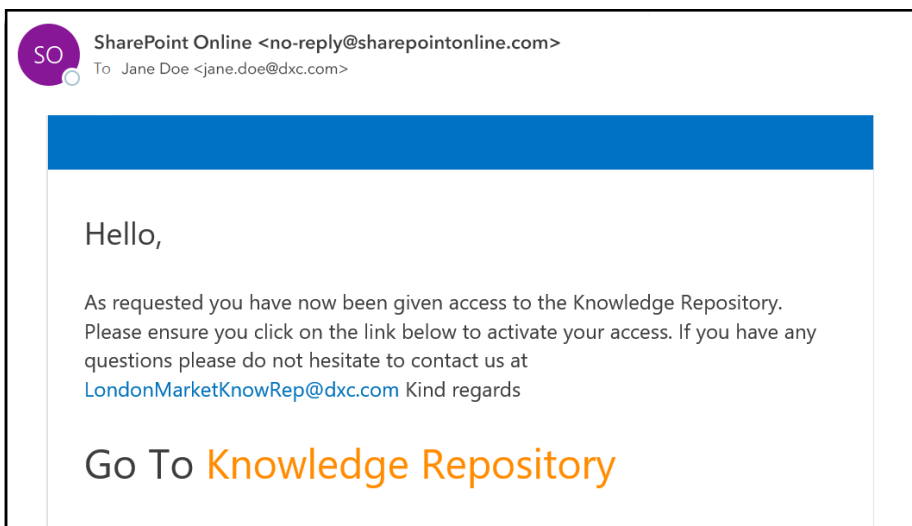 SO
SharePoint Online <no-reply@sharepointonline.com>
To Jane Doe <jane.doe@dxc.com>
Hello,
As requested you have now been given access to the Knowledge Repository.
Please ensure you click on the link below to activate your access. If you have any
questions please do not hesitate to contact us at
LondonMarketKnowRep@dxc.com Kind regards
Go To Knowledge Repository